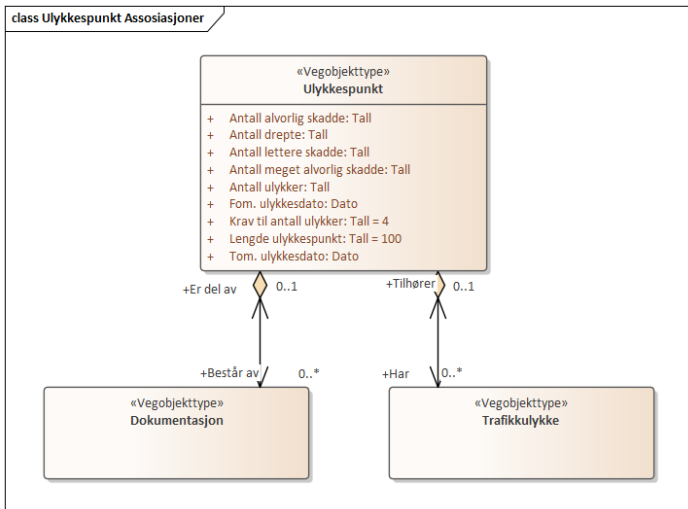 class Ulykkespunkt Assosiasjoner
«Vegobjekttype»
Ulykkespunkt
+ Antall alvorlig skadde: Tall
+ Antall drepte: Tall
+ Antall lettere skadde: Tall
+ Antall meget alvorlig skadde: Tall
+ Antall ulykker: Tall
+ Fom. ulykkesdato: Dato
+ Krav til antall ulykker: Tall = 4
+ Lengde ulykkespunkt: Tall = 100
+ Tom. ulykkesdato: Dato
+Er del av 0..1 +Tilhører 0..1
+Består av 0..* +Har 0..*
«Vegobjekttype» «Vegobjekttype»
Dokumentasjon Trafikkulykke